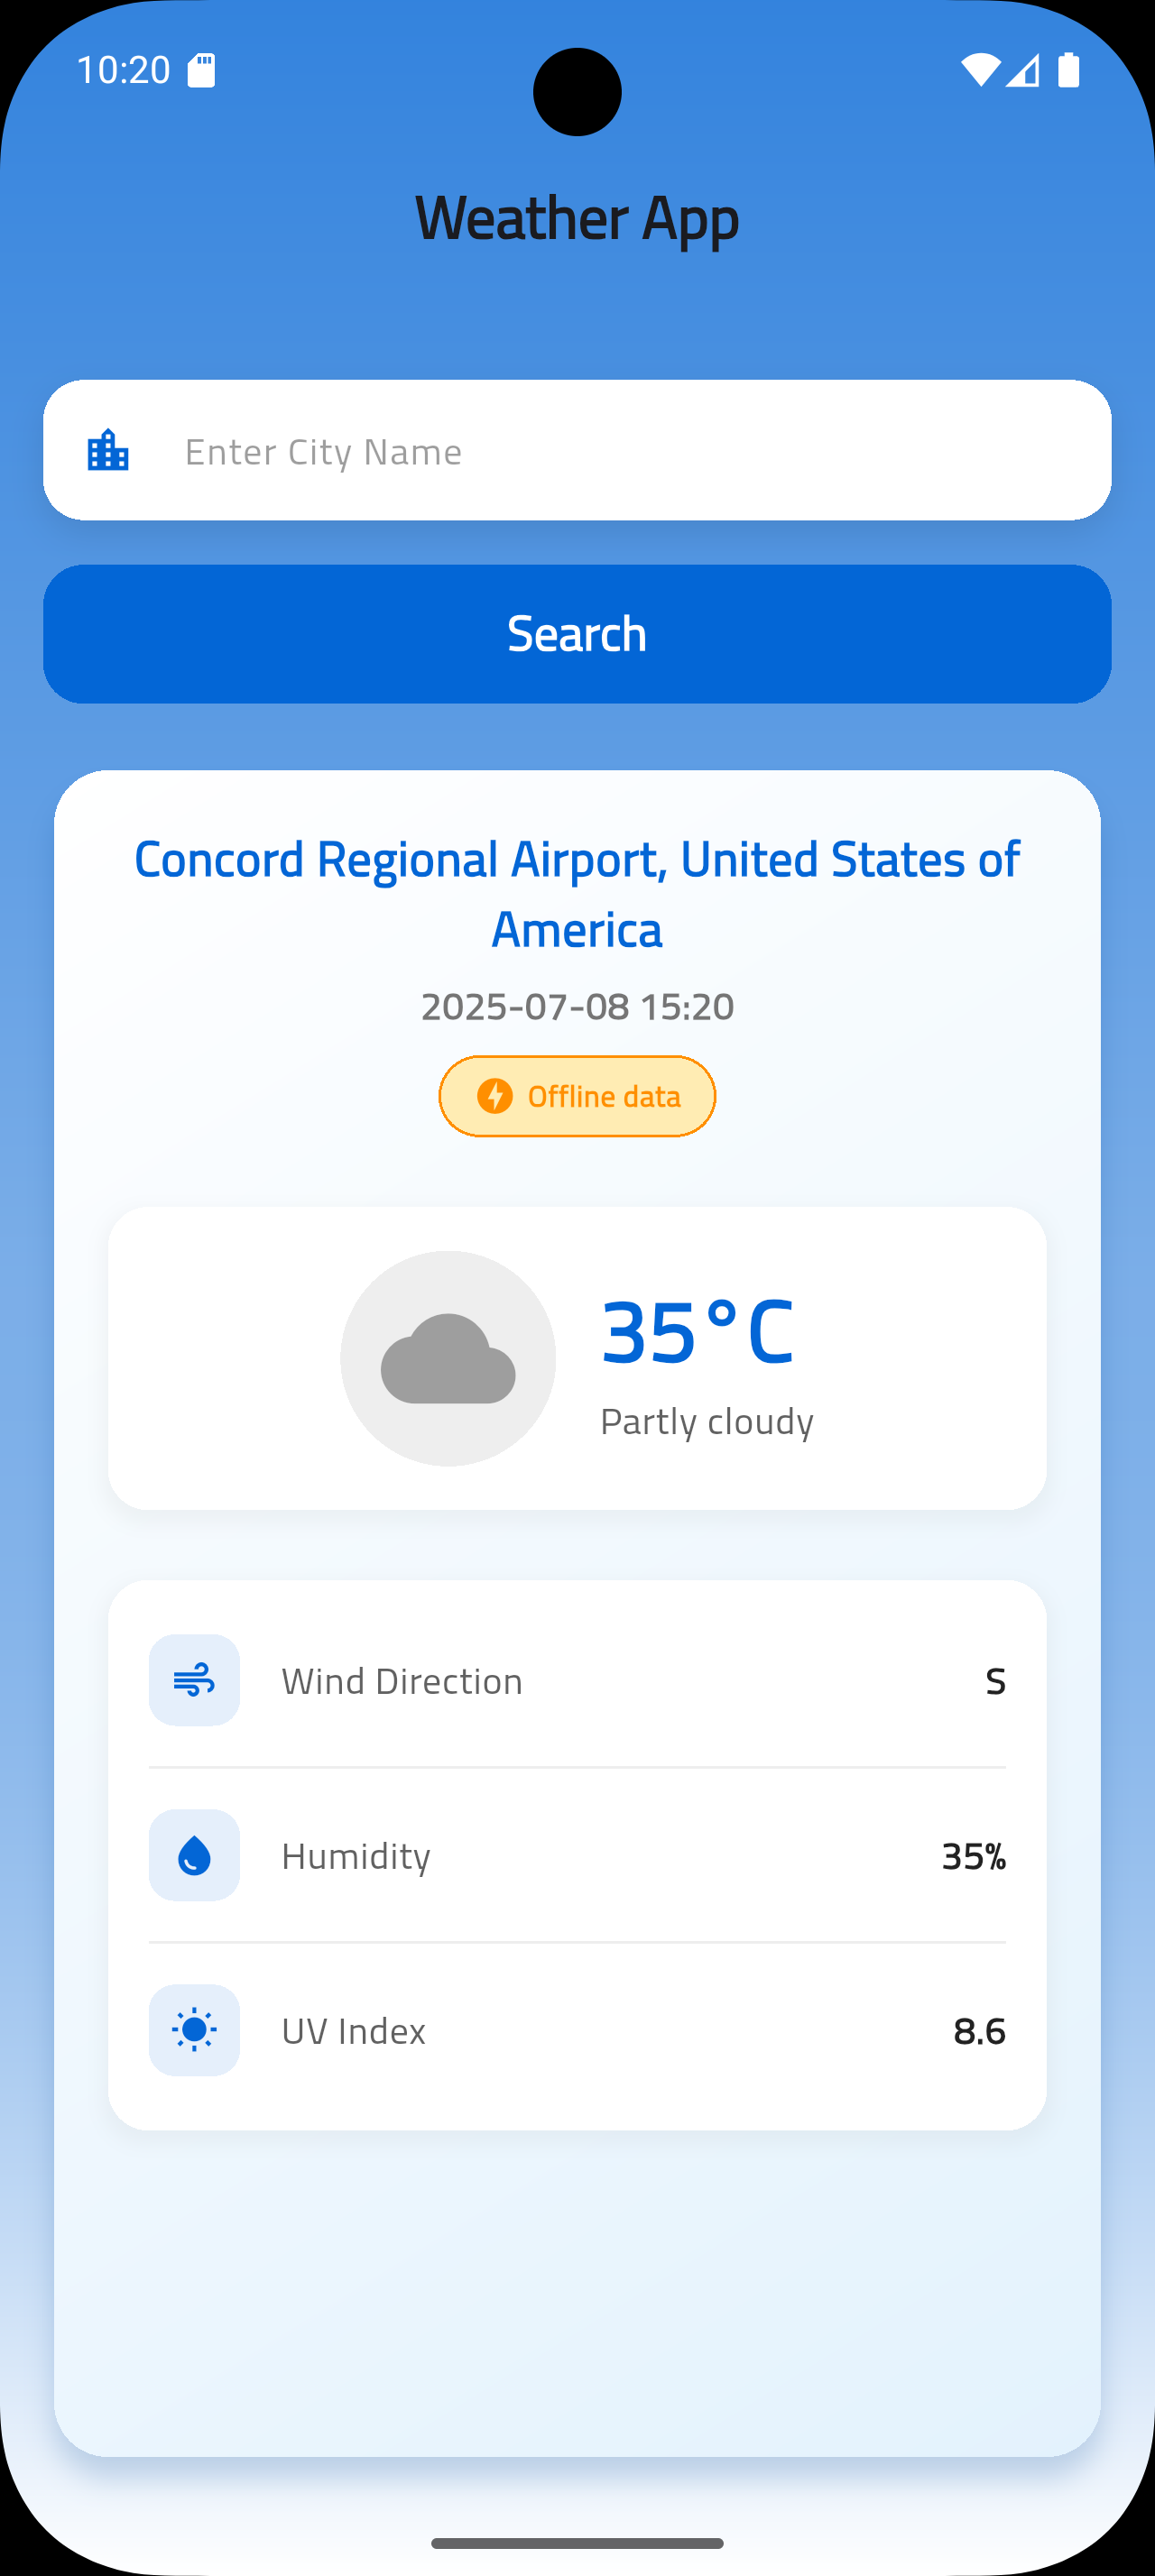 10:20
Weather App
Enter City Name
Search
Concord Regional Airport, United States of
America
2025-07-08 15:20
Offline data
35°C
Partly cloudy
Wind Direction S
Humidity 35%
UV Index 8.6